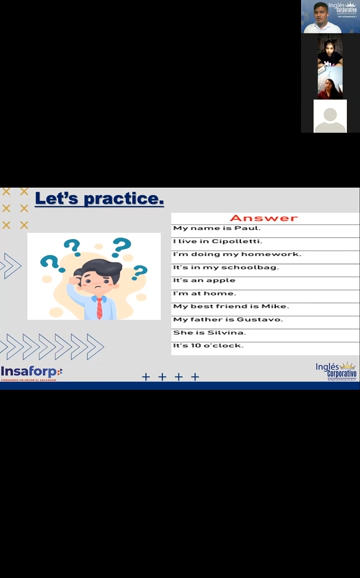 Let's practice.
Answer
My name is Paul.
I live in Cipolletti.
I'm doing my homework.
It's in my schoolbag.
It's an apple
I'm at home.
My best friend is Mike.
My father is Gustavo.
She is Silvina.
It's 10 o'clock.
Insaforp
Inglés
Corporativo
Inglés
Corporativo